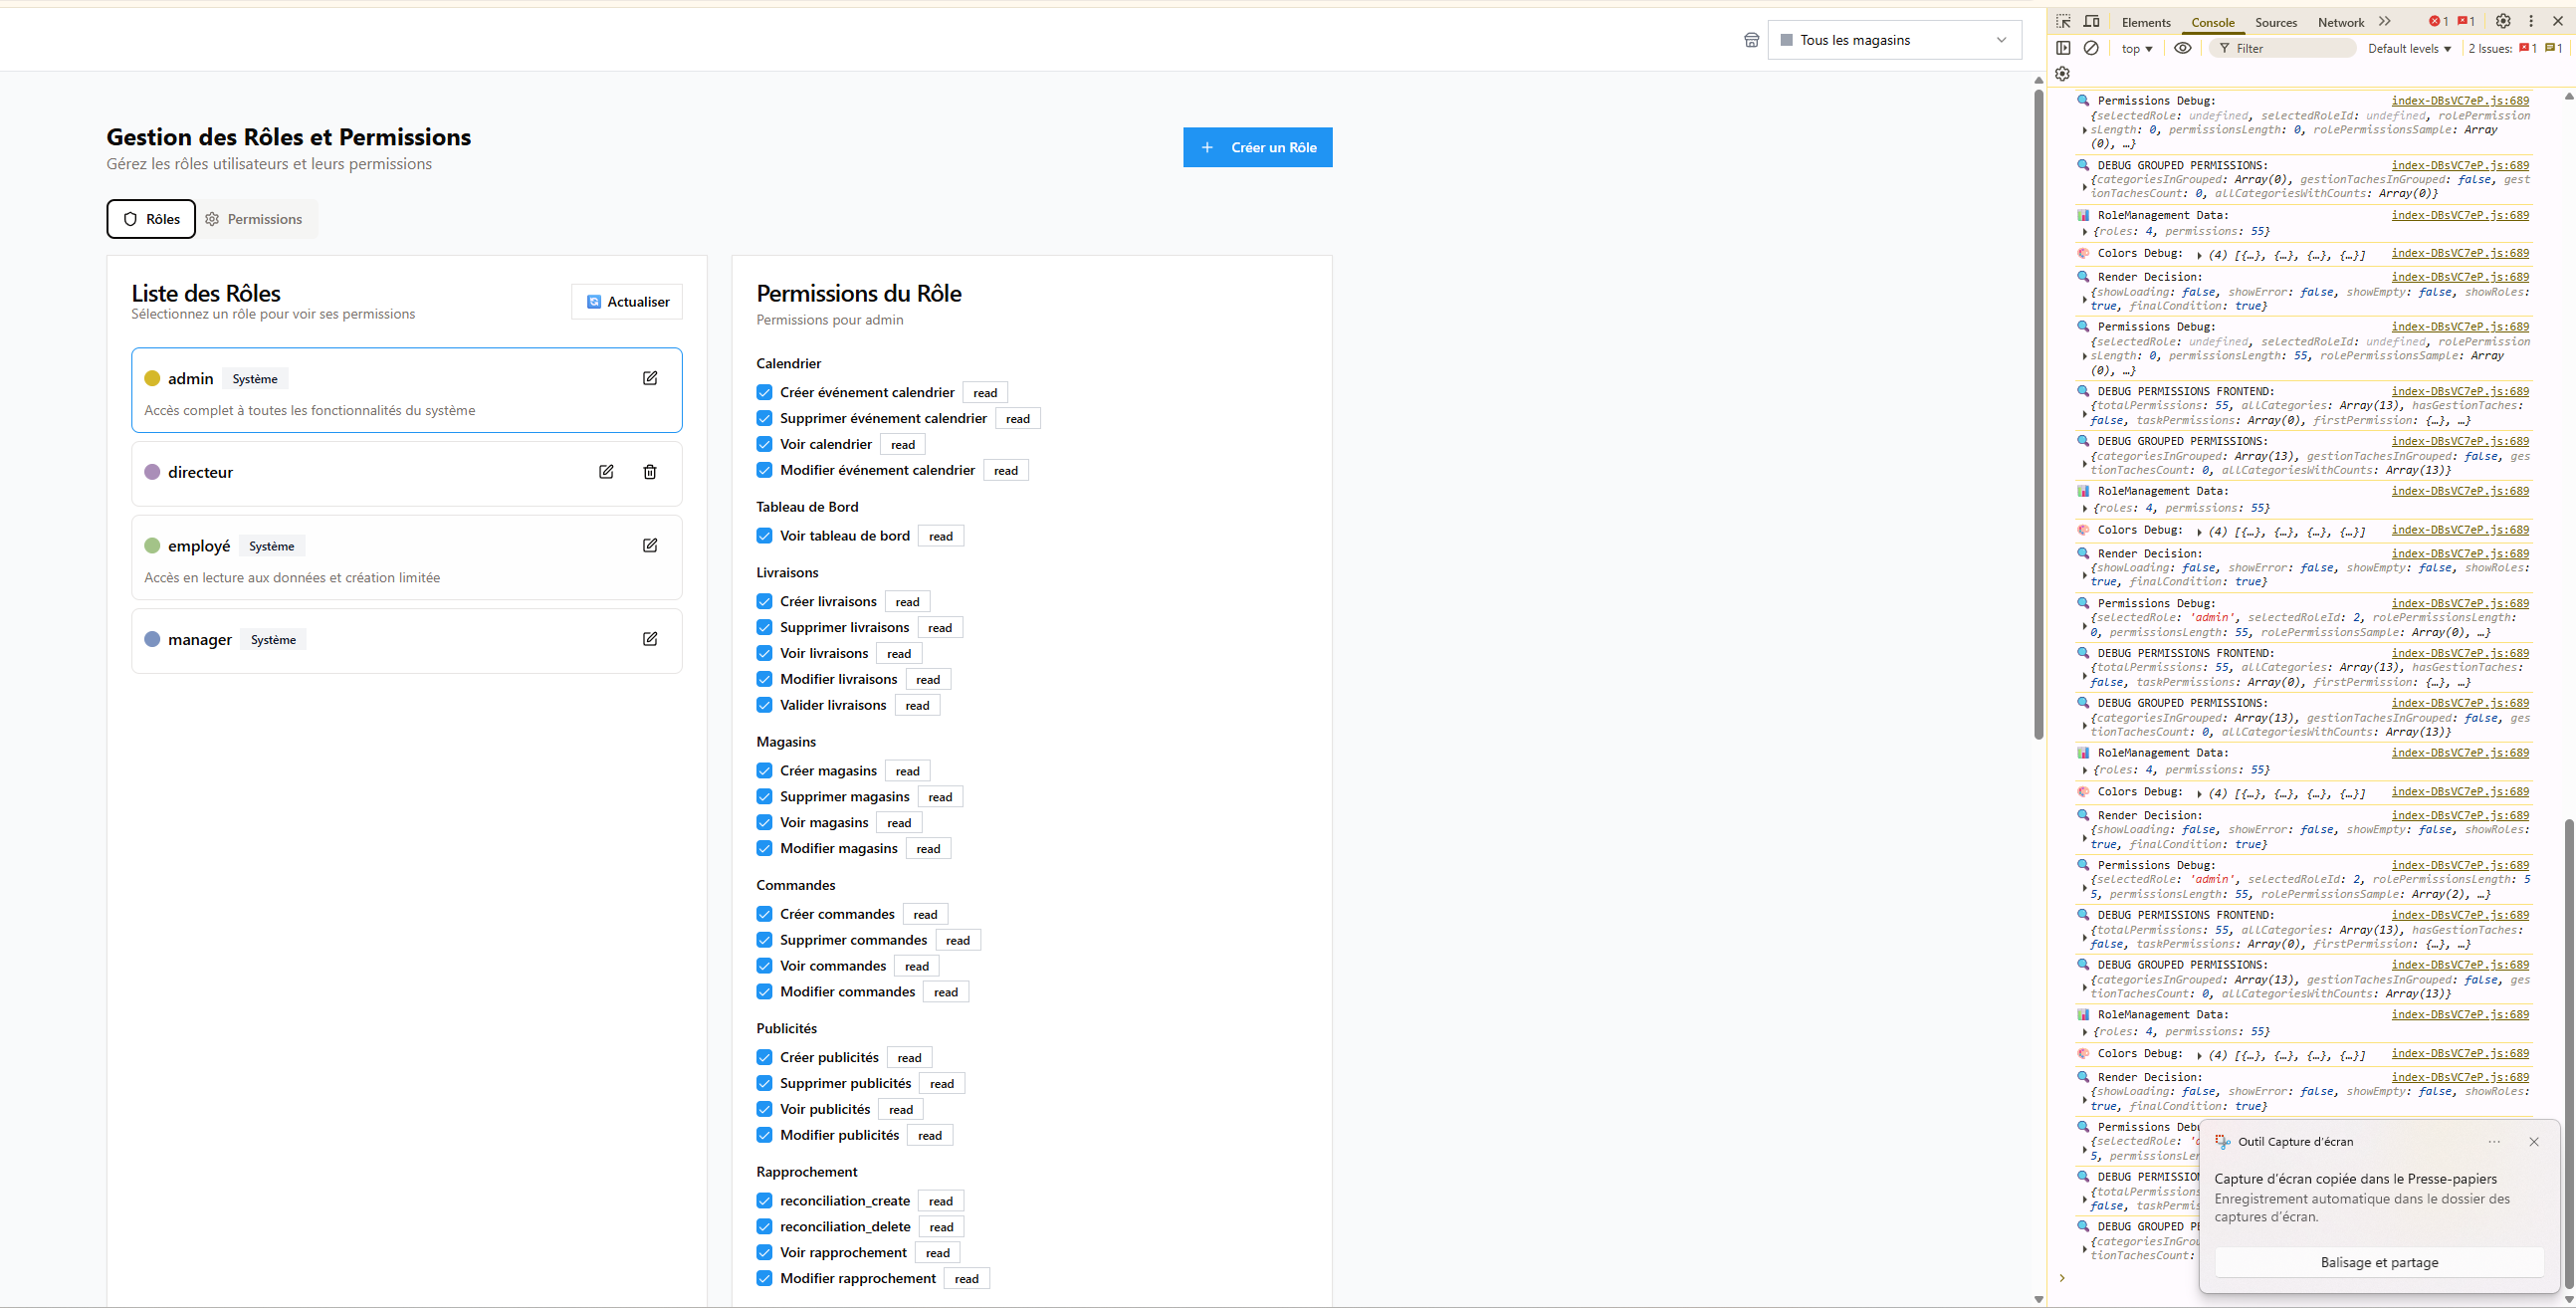 Tous les magasins
Gestion des Rôles et Permissions
Gérez les rôles utilisateurs et leurs permissions
Créer un Rôle
Rôles
Permissions
Liste des Rôles
Sélectionnez un rôle pour voir ses permissions
Actualiser
admin Système
Accès complet à toutes les fonctionnalités du système
directeur
employé Système
Accès en lecture aux données et création limitée
manager Système
Permissions du Rôle
Permissions pour admin
Calendrier
Créer événement calendrier read
Supprimer événement calendrier read
Voir calendrier read
Modifier événement calendrier read
Tableau de Bord
Voir tableau de bord read
Livraisons
Créer livraisons read
Supprimer livraisons read
Voir livraisons read
Modifier livraisons read
Valider livraisons read
Magasins
Créer magasins read
Supprimer magasins read
Voir magasins read
Modifier magasins read
Commandes
Créer commandes read
Supprimer commandes read
Voir commandes read
Modifier commandes read
Publicités
Créer publicités read
Supprimer publicités read
Voir publicités read
Modifier publicités read
Rapprochement
reconciliation_create read
reconciliation_delete read
Voir rapprochement read
Modifier rapprochement read
Elements Console Sources Network 1 1
top Filter Default levels 2 Issues: 1 1
Permissions Debug: index-DBsVC7eP.js:689
{selectedRole: undefined, selectedRoleId: undefined, rolePermission
sLength: 0, permissionsLength: 0, rolePermissionsSample: Array
(0), …}
DEBUG GROUPED PERMISSIONS: index-DBsVC7eP.js:689
{categoriesInGrouped: Array(0), gestionTachesInGrouped: false, gest
ionTachesCount: 0, allCategoriesWithCounts: Array(0)}
RoleManagement Data: index-DBsVC7eP.js:689
{roles: 4, permissions: 55}
Colors Debug: (4) [{…}, {…}, {…}, {…}] index-DBsVC7eP.js:689
Render Decision: index-DBsVC7eP.js:689
{showLoading: false, showError: false, showEmpty: false, showRoles:
true, finalCondition: true}
Permissions Debug: index-DBsVC7eP.js:689
{selectedRole: undefined, selectedRoleId: undefined, rolePermission
sLength: 0, permissionsLength: 55, rolePermissionsSample: Array
(0), …}
DEBUG PERMISSIONS FRONTEND: index-DBsVC7eP.js:689
{totalPermissions: 55, allCategories: Array(13), hasGestionTaches:
false, taskPermissions: Array(0), firstPermission: {…}, …}
DEBUG GROUPED PERMISSIONS: index-DBsVC7eP.js:689
{categoriesInGrouped: Array(13), gestionTachesInGrouped: false, ges
tionTachesCount: 0, allCategoriesWithCounts: Array(13)}
RoleManagement Data: index-DBsVC7eP.js:689
{roles: 4, permissions: 55}
Colors Debug: (4) [{…}, {…}, {…}, {…}] index-DBsVC7eP.js:689
Render Decision: index-DBsVC7eP.js:689
{showLoading: false, showError: false, showEmpty: false, showRoles:
true, finalCondition: true}
Permissions Debug: index-DBsVC7eP.js:689
{selectedRole: 'admin', selectedRoleId: 2, rolePermissionsLength:
0, permissionsLength: 55, rolePermissionsSample: Array(0), …}
DEBUG PERMISSIONS FRONTEND: index-DBsVC7eP.js:689
{totalPermissions: 55, allCategories: Array(13), hasGestionTaches:
false, taskPermissions: Array(0), firstPermission: {…}, …}
DEBUG GROUPED PERMISSIONS: index-DBsVC7eP.js:689
{categoriesInGrouped: Array(13), gestionTachesInGrouped: false, ges
tionTachesCount: 0, allCategoriesWithCounts: Array(13)}
RoleManagement Data: index-DBsVC7eP.js:689
{roles: 4, permissions: 55}
Colors Debug: (4) [{…}, {…}, {…}, {…}] index-DBsVC7eP.js:689
Render Decision: index-DBsVC7eP.js:689
{showLoading: false, showError: false, showEmpty: false, showRoles:
true, finalCondition: true}
Permissions Debug: index-DBsVC7eP.js:689
{selectedRole: 'admin', selectedRoleId: 2, rolePermissionsLength: 5
5, permissionsLength: 55, rolePermissionsSample: Array(2), …}
DEBUG PERMISSIONS FRONTEND: index-DBsVC7eP.js:689
{totalPermissions: 55, allCategories: Array(13), hasGestionTaches:
false, taskPermissions: Array(0), firstPermission: {…}, …}
DEBUG GROUPED PERMISSIONS: index-DBsVC7eP.js:689
{categoriesInGrouped: Array(13), gestionTachesInGrouped: false, ges
tionTachesCount: 0, allCategoriesWithCounts: Array(13)}
RoleManagement Data: index-DBsVC7eP.js:689
{roles: 4, permissions: 55}
Colors Debug: (4) [{…}, {…}, {…}, {…}] index-DBsVC7eP.js:689
Render Decision: index-DBsVC7eP.js:689
{showLoading: false, showError: false, showEmpty: false, showRoles:
true, finalCondition: true}
Permissions Debu
{selectedRole: 'a
5, permissionsLen
DEBUG PERMISSION
{totalPermissions
false, taskPermis
DEBUG GROUPED PE
{categoriesInGrou
tionTachesCount:
Outil Capture d'écran
Capture d'écran copiée dans le Presse-papiers
Enregistrement automatique dans le dossier des
captures d'écran.
Balisage et partage